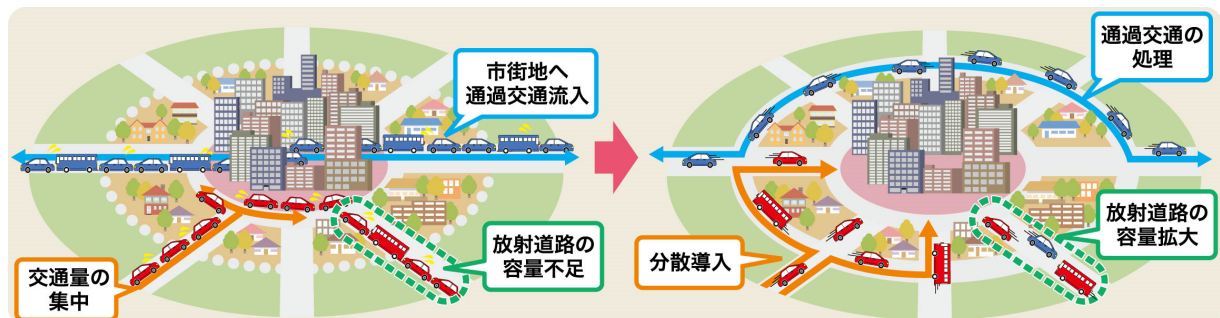 市街地へ
通過交通流入
交通量の
集中
放射道路の
容量不足
通過交通の
処理
分散導入
放射道路の
容量拡大